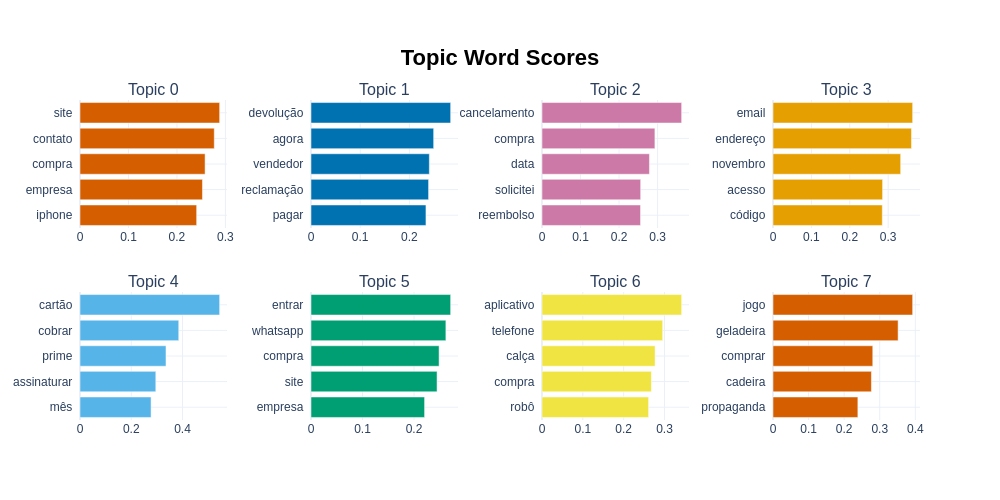 Topic Word Scores
Topic 0
site
contato
compra
empresa
iphone
0 0.1 0.2 0.3
Topic 1
devolução
agora
vendedor
reclamação
pagar
0 0.1 0.2
Topic 2
cancelamento
compra
data
solicitei
reembolso
0 0.1 0.2 0.3
Topic 3
email
endereço
novembro
acesso
código
0 0.1 0.2 0.3
Topic 4
cartão
cobrar
prime
assinaturar
mês
0 0.2 0.4
Topic 5
entrar
whatsapp
compra
site
empresa
0 0.1 0.2
Topic 6
aplicativo
telefone
calça
compra
robô
0 0.1 0.2 0.3
Topic 7
jogo
geladeira
comprar
cadeira
propaganda
0 0.1 0.2 0.3 0.4